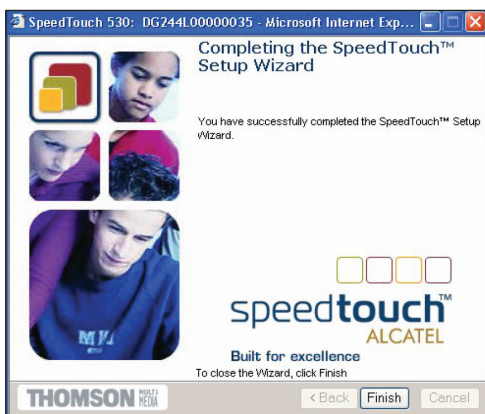 SpeedTouch 530: DG244L00000035 - Microsoft Internet Exp...
Completing the SpeedTouch™
Setup Wizard
You have successfully completed the SpeedTouch™ Setup
Wizard.
speedtouch™
ALCATEL
Built for excellence
To close the Wizard, click Finish
THOMSON MULTI
MEDIA
< Back Finish Cancel